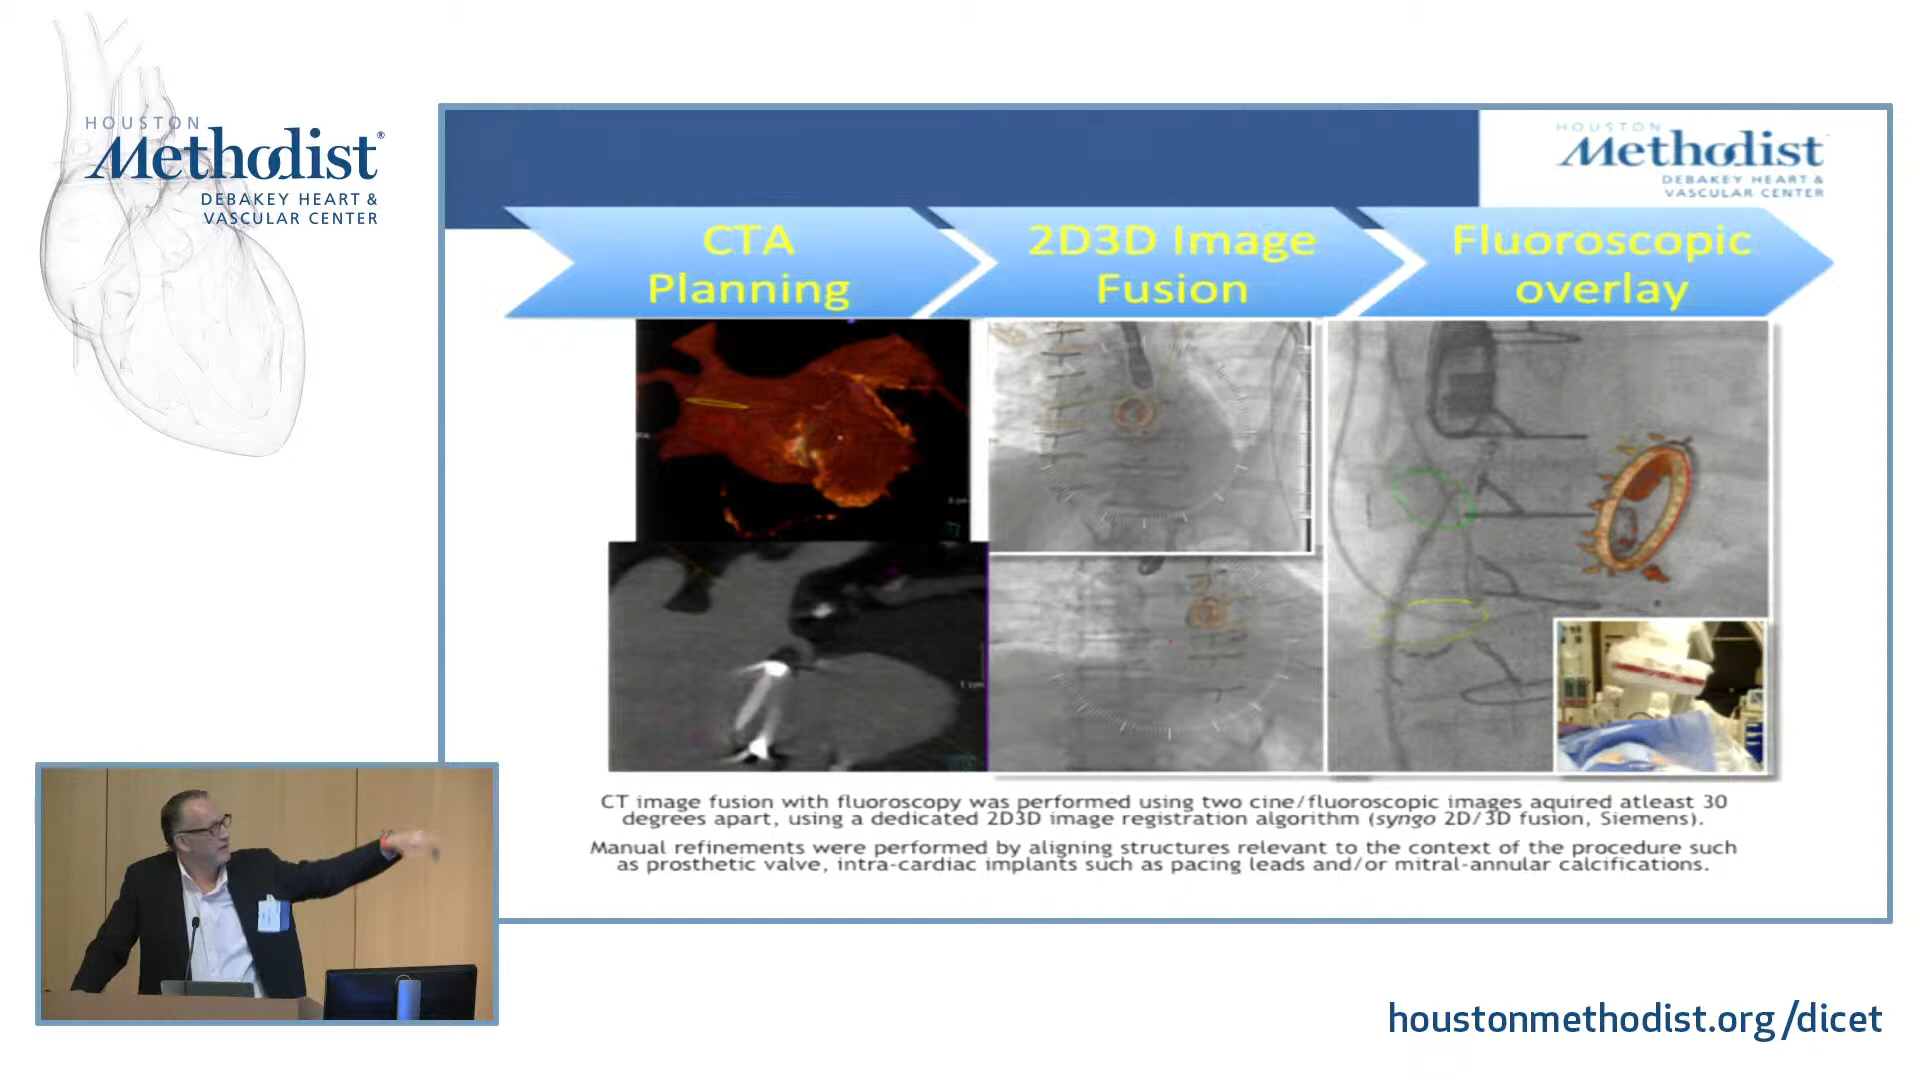 HOUSTON
Methodist®
DEBAKEY HEART &
VASCULAR CENTER
HOUSTON
Methodist
DEBAKEY HEART &
VASCULAR CENTER
CTA
Planning
2D3D Image
Fusion
Fluoroscopic
overlay
1 cm
CT image fusion with fluoroscopy was performed using two cine/fluoroscopic images aquired atleast 30
degrees apart, using a dedicated 2D3D image registration algorithm (syngo 2D/3D fusion, Siemens).
Manual refinements were performed by aligning structures relevant to the context of the procedure such
as prosthetic valve, intra-cardiac implants such as pacing leads and/or mitral-annular calcifications.
houstonmethodist.org/dicet